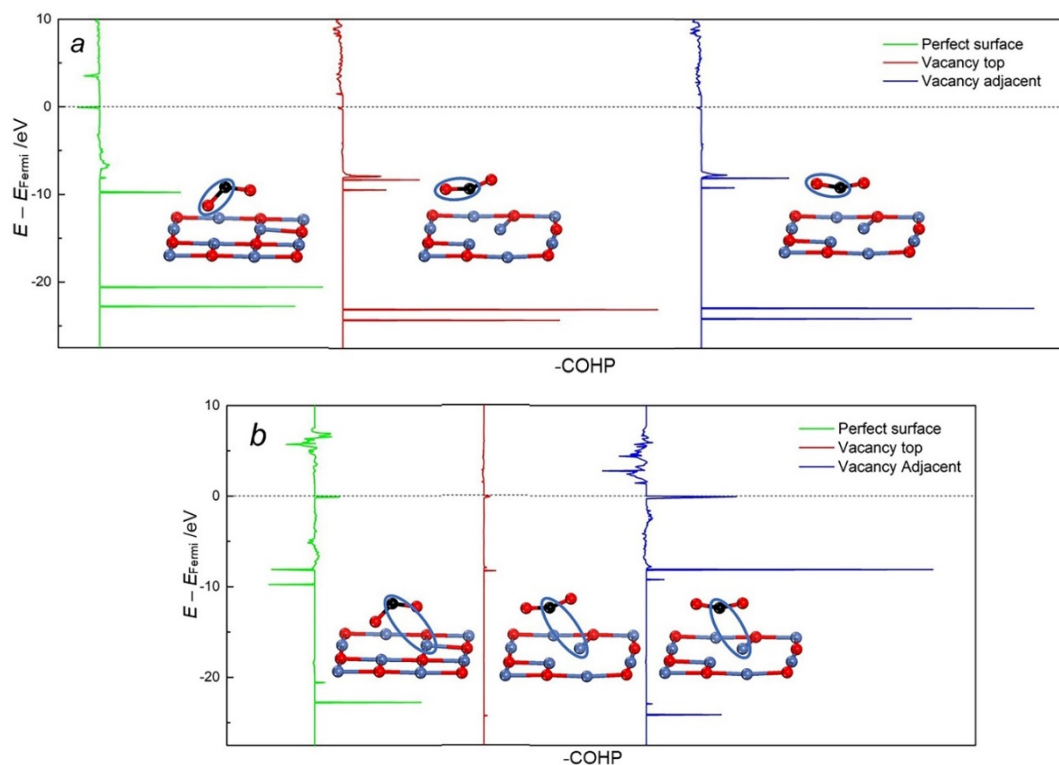 a
10
0
-10
-20
E – EFermi /eV
Perfect surface
Vacancy top
Vacancy adjacent
-COHP
b
10
0
-10
-20
E – EFermi /eV
Perfect surface
Vacancy top
Vacancy Adjacent
-COHP